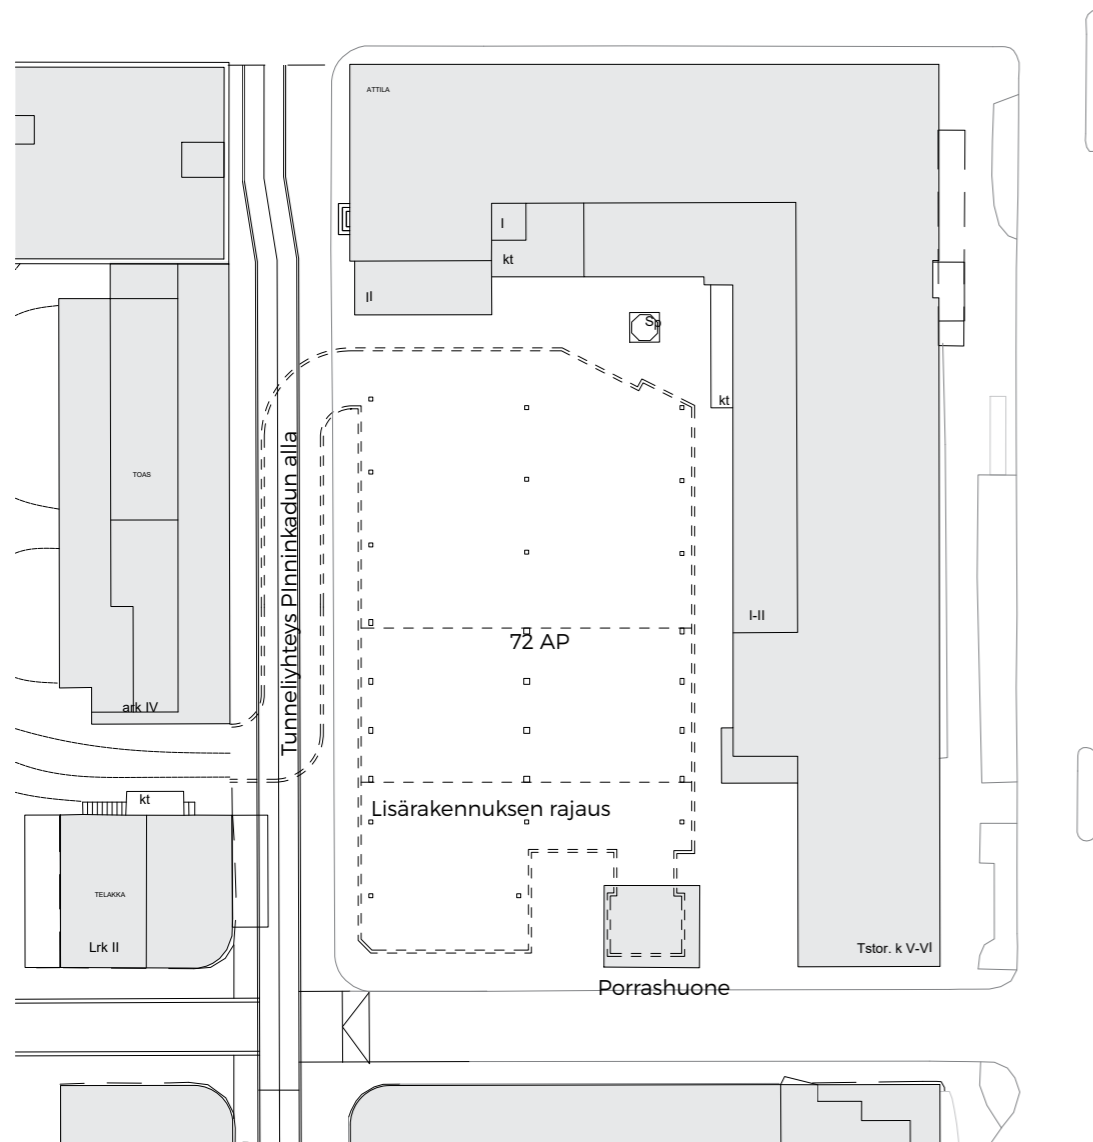 ATTILA
I
kt
II
Sp
kt
TOAS
Tunneliyhteys PInninkadun alla
I-II
72 AP
ark IV
kt
Lisärakennuksen rajaus
TELAKKA
Lrk II
Tstor. k V-VI
Porrashuone